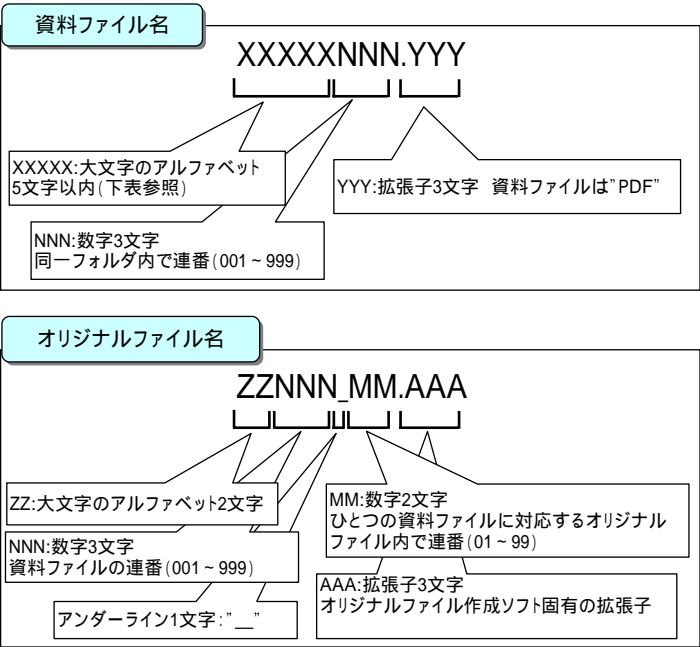 資料ファイル名
XXXXXNNN.YYY
XXXXX:大文字のアルファベット
5文字以内(下表参照)
YYY:拡張子3文字 資料ファイルは"PDF"
NNN:数字3文字
同一フォルダ内で連番(001~999)
オリジナルファイル名
ZZNNN_MM.AAA
ZZ:大文字のアルファベット2文字
MM:数字2文字
ひとつの資料ファイルに対応するオリジナル
ファイル内で連番(01~99)
NNN:数字3文字
資料ファイルの連番(001~999)
AAA:拡張子3文字
オリジナルファイル作成ソフト固有の拡張子
アンダーライン1文字:"__"